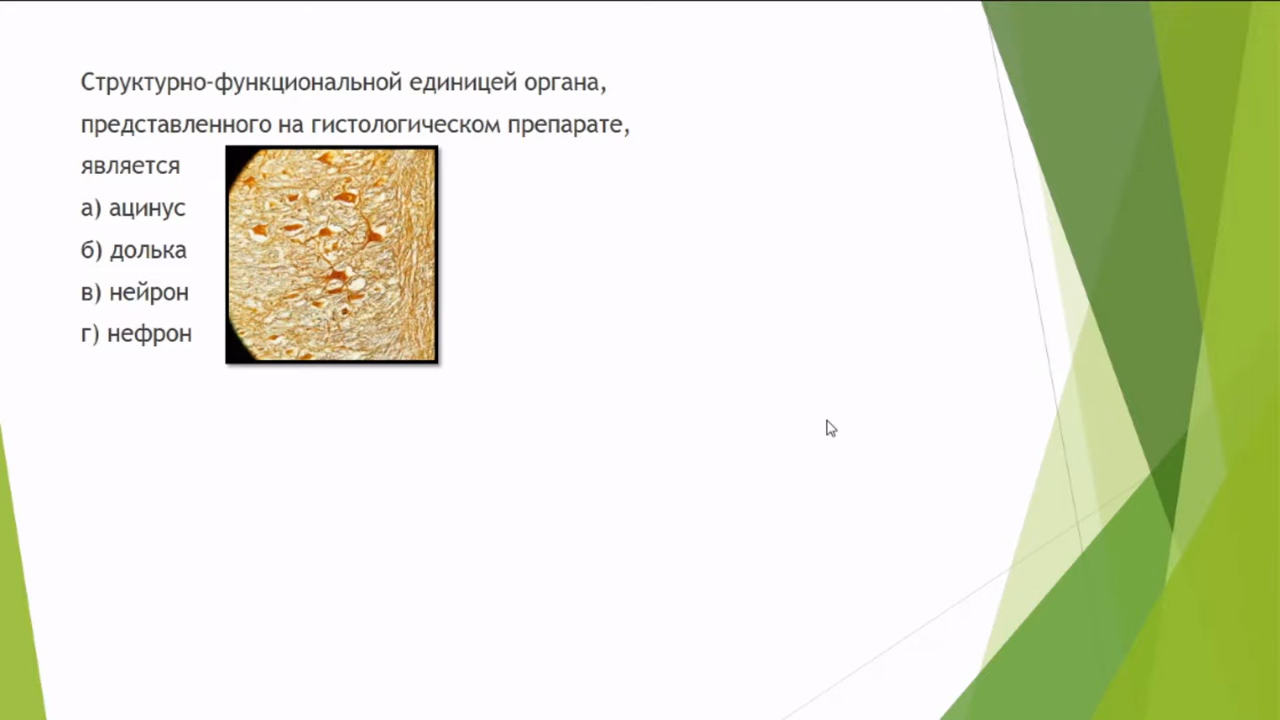 Структурно-функциональной единицей органа,
представленного на гистологическом препарате,
является
а) ацинус
б) долька
в) нейрон
г) нефрон